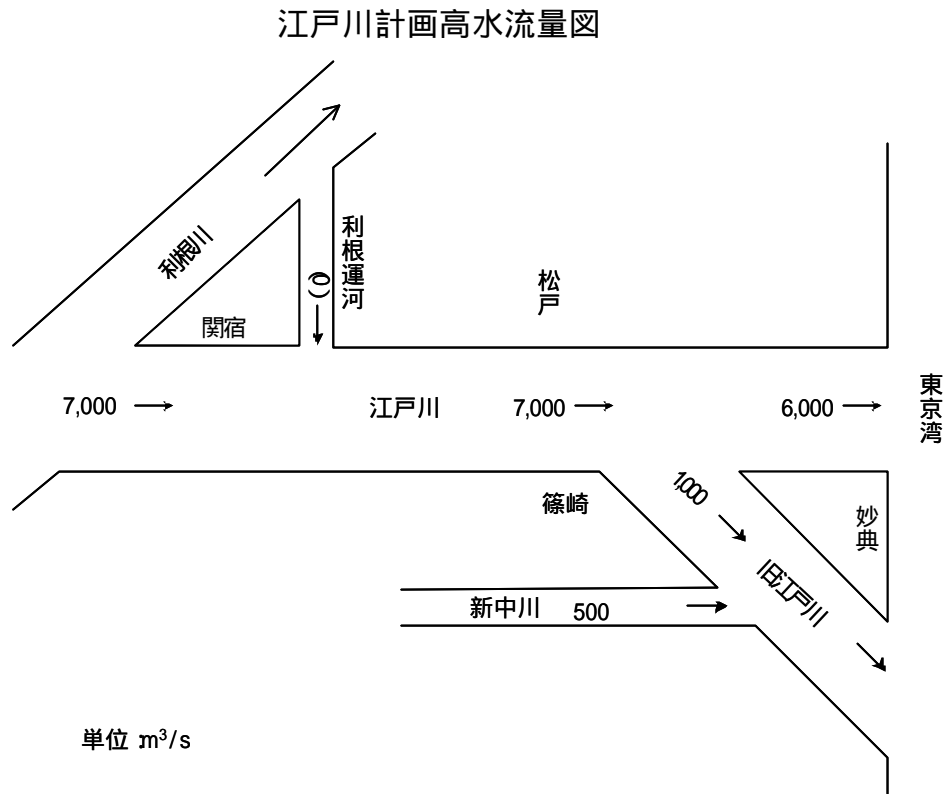 江戸川計画高水流量図
利根川
利根運河
(0)
松戸
関宿
7,000
江戸川
7,000
6,000
東京湾
1,000
篠崎
妙典
旧江戸川
新中川 500
単位 m³/s